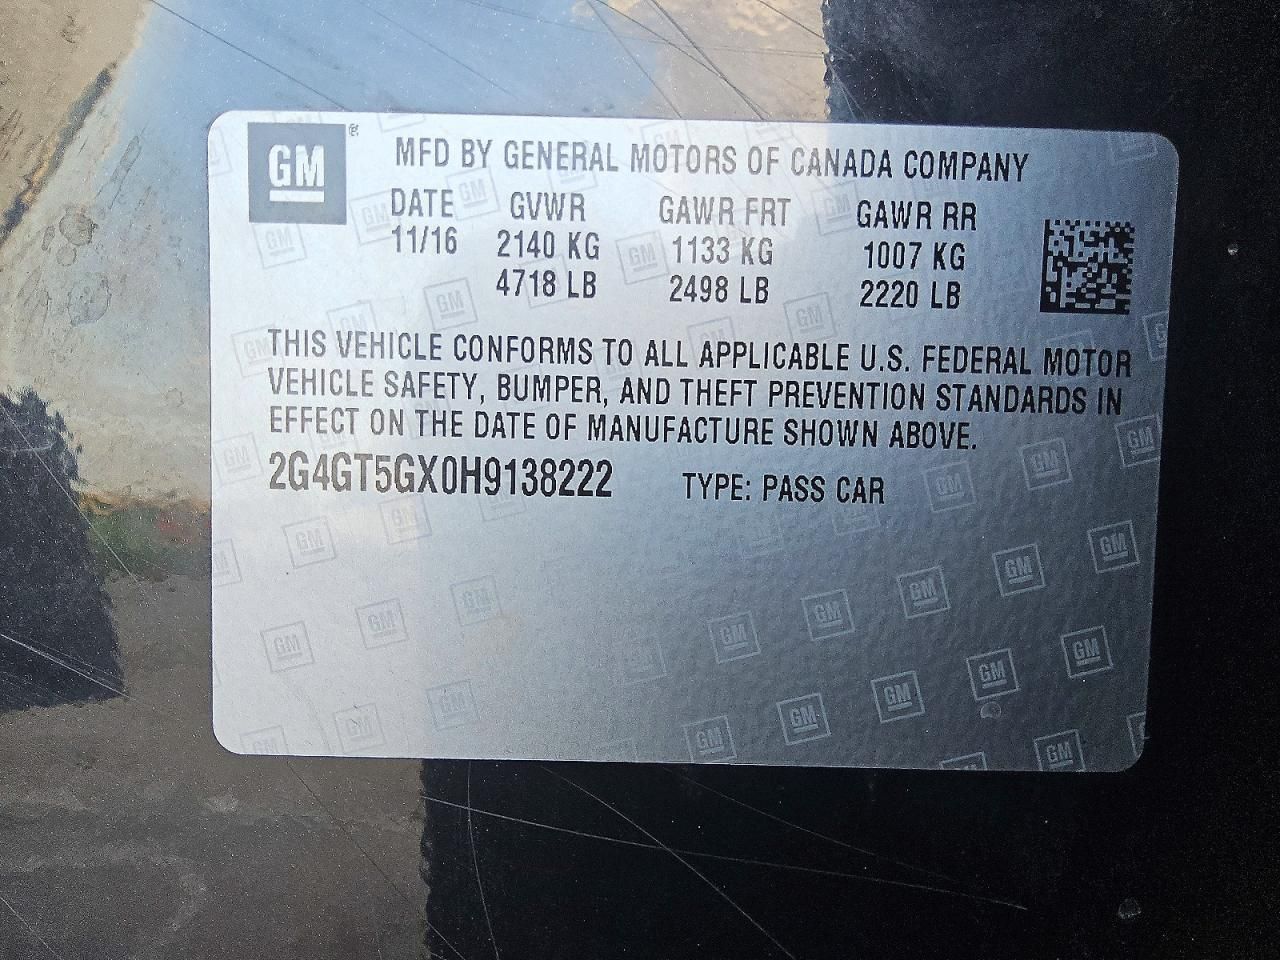 GM
MFD BY GENERAL MOTORS OF CANADA COMPANY
DATE GVWR GAWR FRT GAWR RR
11/16 2140 KG 1133 KG 1007 KG
4718 LB 2498 LB 2220 LB
THIS VEHICLE CONFORMS TO ALL APPLICABLE U.S. FEDERAL MOTOR
VEHICLE SAFETY, BUMPER, AND THEFT PREVENTION STANDARDS IN
EFFECT ON THE DATE OF MANUFACTURE SHOWN ABOVE.
2G4GT5GX0H9138222 TYPE: PASS CAR